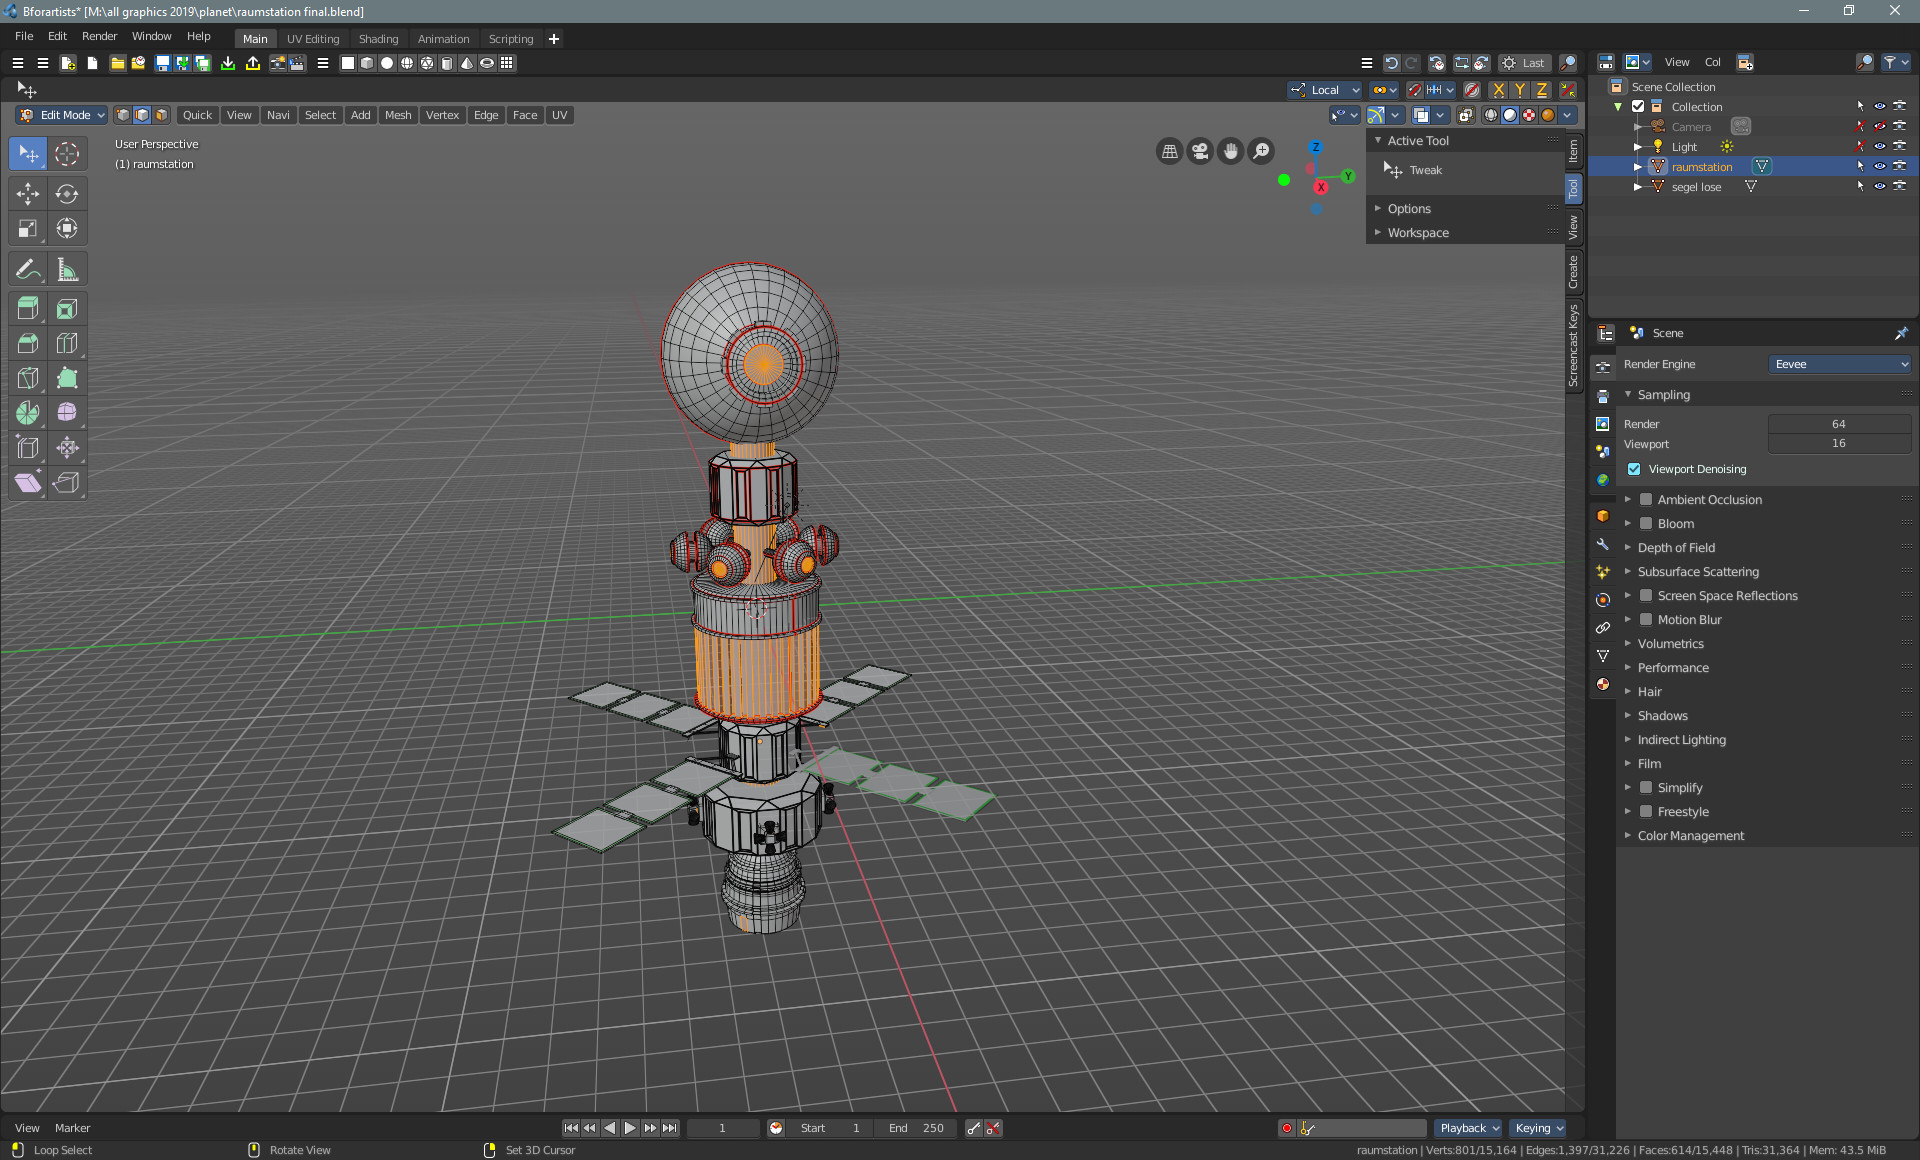 Bforartists* [M:\all graphics 2019\planet\raumstation final.blend]
File Edit Render Window Help
Main UV Editing Shading Animation Scripting
Last
View Col
Local
Edit Mode
Quick View Navi Select Add Mesh Vertex Edge Face UV
User Perspective
(1) raumstation
Z
Y
X
X Y Z
Active Tool
Tweak
Options
Workspace
Item
Tool
View
Create
Screencast Keys
Scene Collection
Collection
Camera
Light
raumstation
segel lose
Scene
Render Engine Eevee
Sampling
Render 64
Viewport 16
Viewport Denoising
Ambient Occlusion
Bloom
Depth of Field
Subsurface Scattering
Screen Space Reflections
Motion Blur
Volumetrics
Performance
Hair
Shadows
Indirect Lighting
Film
Simplify
Freestyle
Color Management
View Marker
1
Start 1 End 250
Playback Keying
Loop Select
Rotate View
Set 3D Cursor
raumstation | Verts:801/15,164 | Edges:1,397/31,226 | Faces:614/15,448 | Tris:31,364 | Mem: 43.5 MiB